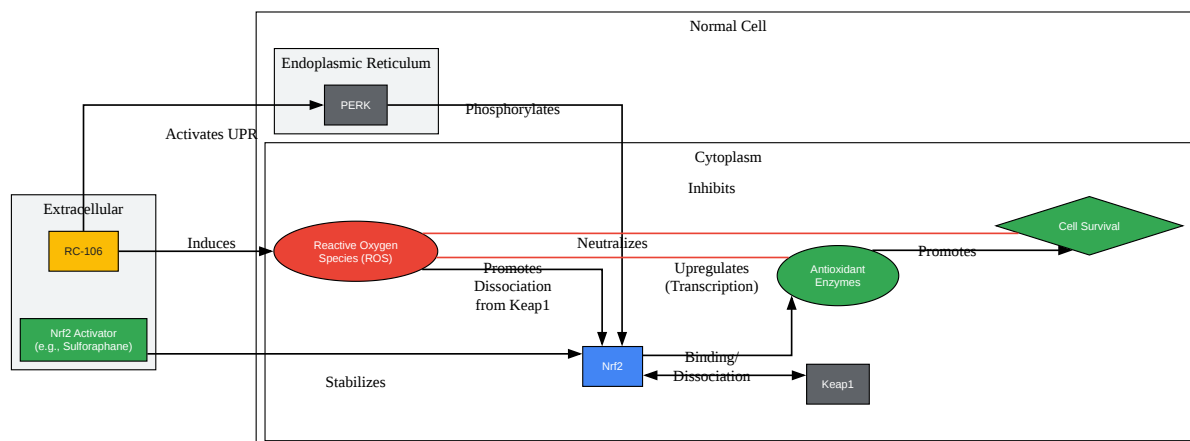 Normal Cell
Endoplasmic Reticulum
PERK
Phosphorylates
Activates UPR
Cytoplasm
Inhibits
Extracellular
RC-106
Induces
Reactive Oxygen
Species (ROS)
Neutralizes
Cell Survival
Promotes
Promotes
Dissociation
from Keap1
Upregulates
(Transcription)
Antioxidant
Enzymes
Nrf2 Activator
(e.g., Sulforaphane)
Stabilizes
Nrf2
Binding/
Dissociation
Keap1